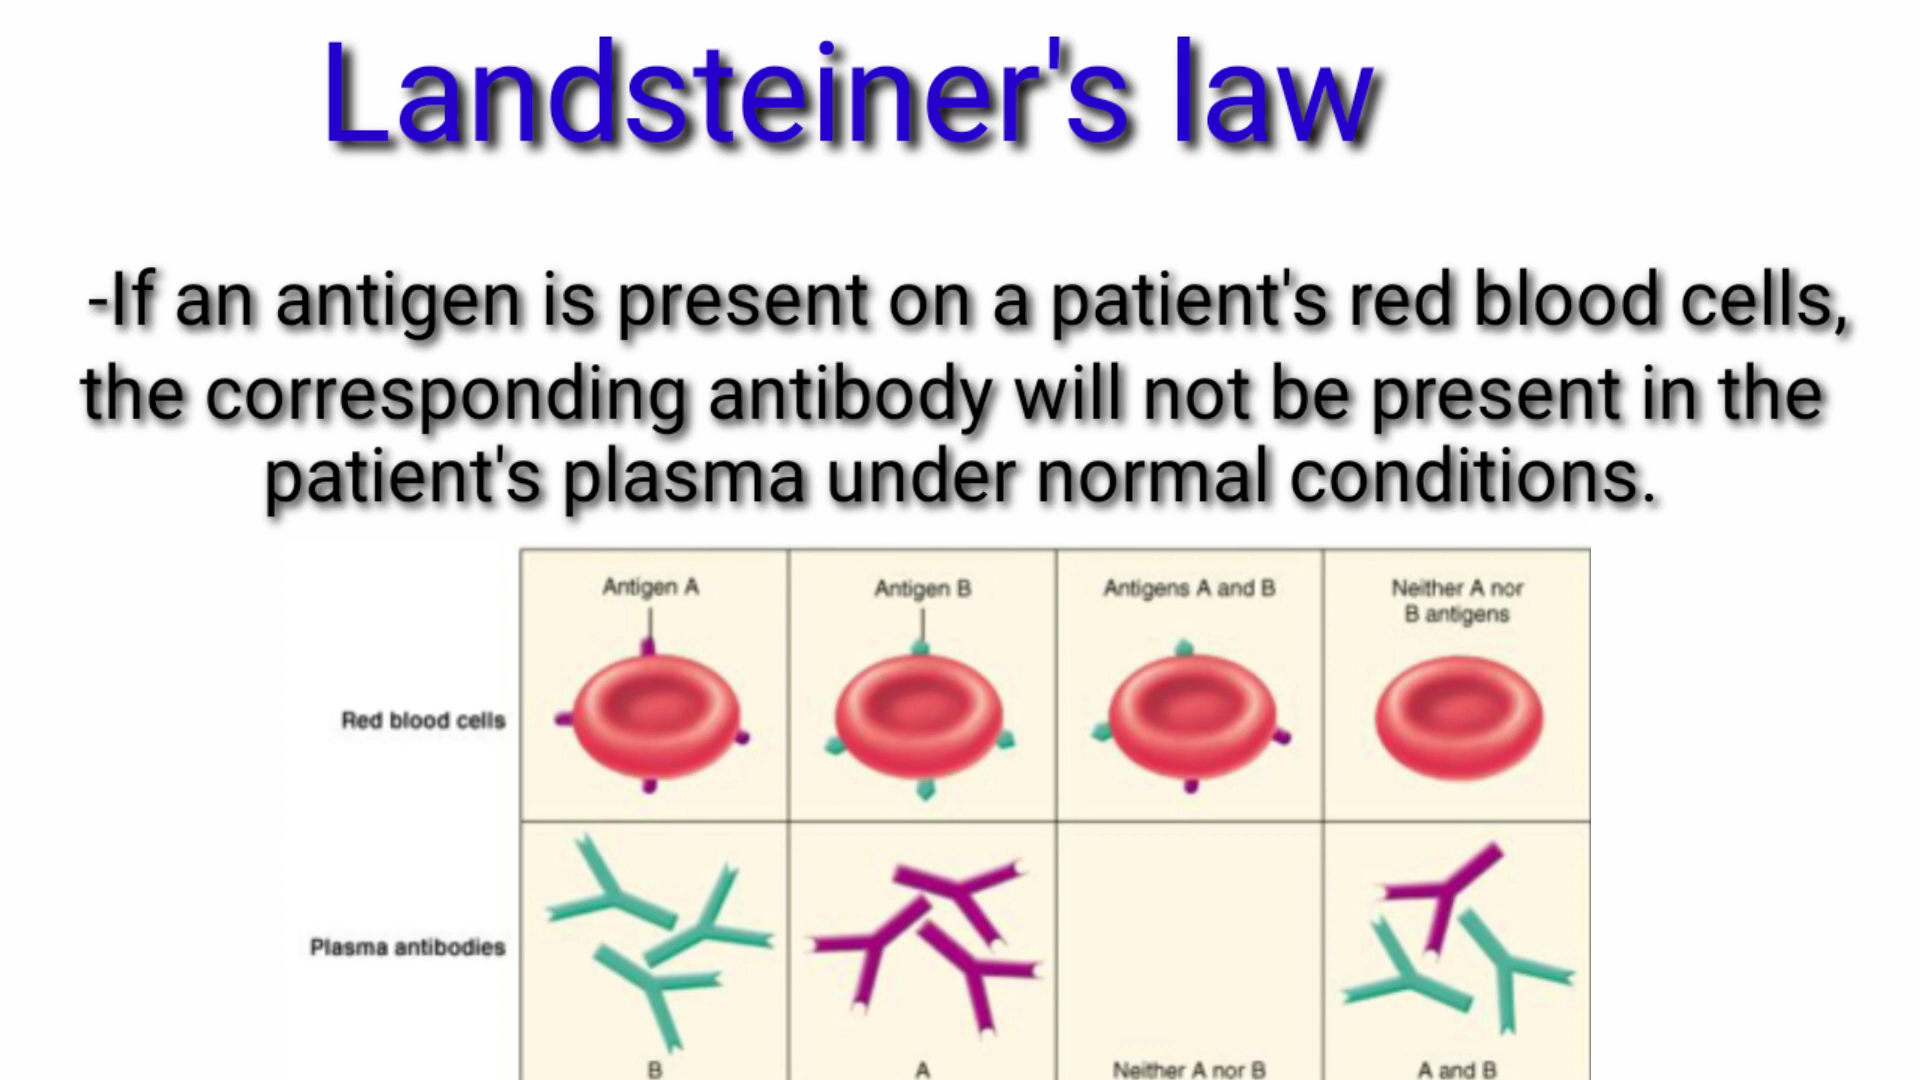 Landsteiner's law
-If an antigen is present on a patient's red blood cells,
the corresponding antibody will not be present in the
patient's plasma under normal conditions.
Antigen A
Antigen B
Antigens A and B
Neither A nor
B antigens
Red blood cells
Plasma antibodies
B
A
Neither A nor B
A and B